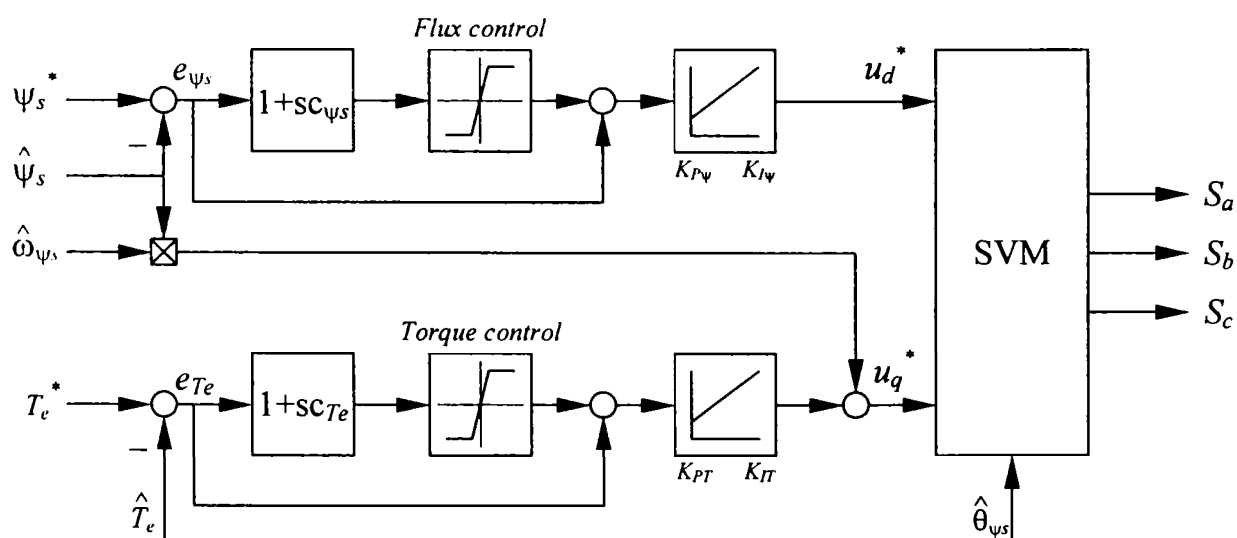 Flux control
ψs* eψs 1+scψs ud*
ψ̂s − KPψ KIψ
ω̂ψs SVM Sa
Sb
Sc
Torque control
Te* eTe 1+scTe uq*
− KPT KIT
T̂e θ̂ψs